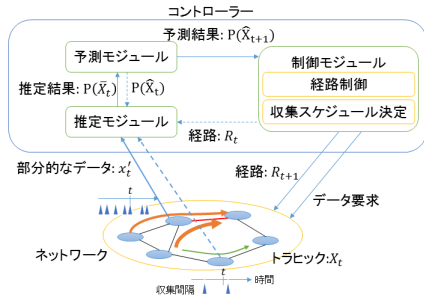 コントローラー
予測結果: P(X̂t+1)
予測モジュール
制御モジュール
経路制御
収集スケジュール決定
推定結果: P(X̄t)
P(X̂t)
推定モジュール
経路: Rt
部分的なデータ: x't
t
経路: Rt+1
データ要求
ネットワーク
トラヒック:Xt
t
時間
収集間隔